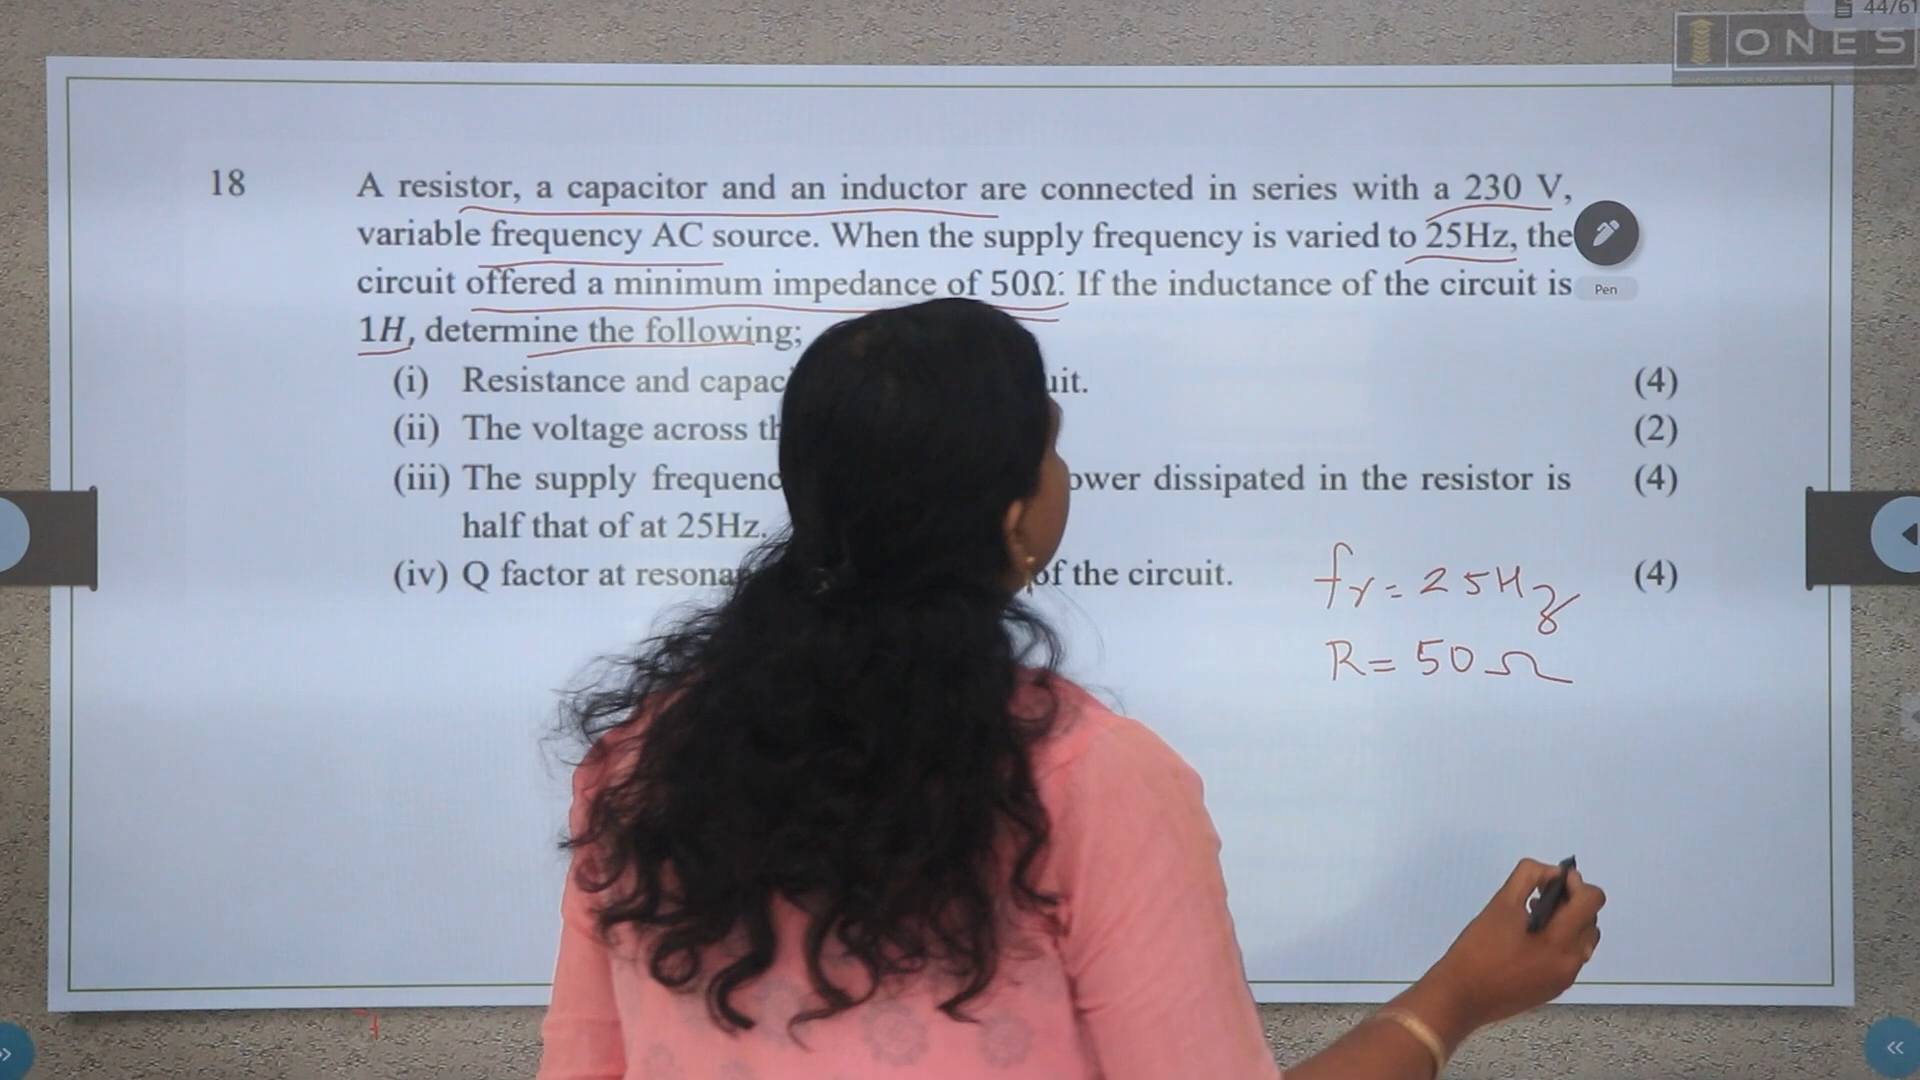 44/61
ONES
18 A resistor, a capacitor and an inductor are connected in series with a 230 V,
variable frequency AC source. When the supply frequency is varied to 25Hz, the
circuit offered a minimum impedance of 50Ω. If the inductance of the circuit is
Pen
1H, determine the following;
(i) Resistance and uit. (4)
(ii) The voltage across (2)
(iii) The supply ower dissipated in the resistor is (4)
half that of at 25Hz.
(iv) Q factor at of the circuit. (4)
fr = 25Hz
R = 50Ω